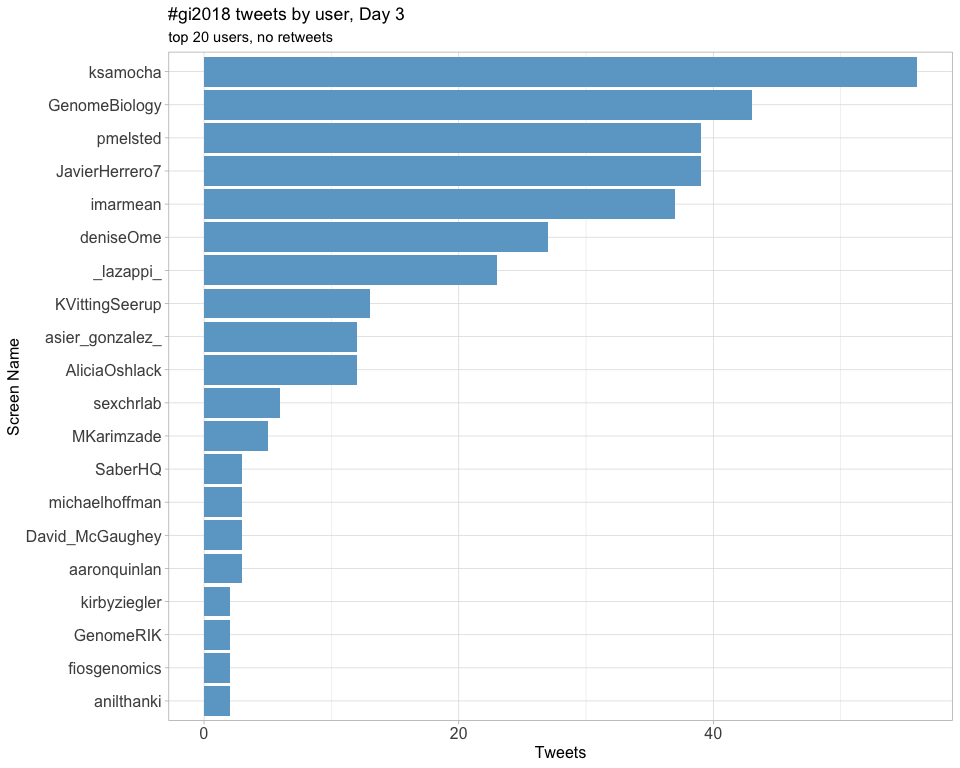 #gi2018 tweets by user, Day 3
top 20 users, no retweets
Screen Name
ksamocha
GenomeBiology
pmelsted
JavierHerrero7
imarmean
deniseOme
_lazappi_
KVittingSeerup
asier_gonzalez_
AliciaOshlack
sexchrlab
MKarimzade
SaberHQ
michaelhoffman
David_McGaughey
aaronquinlan
kirbyziegler
GenomeRIK
fiosgenomics
anilthanki
0 20 40
Tweets